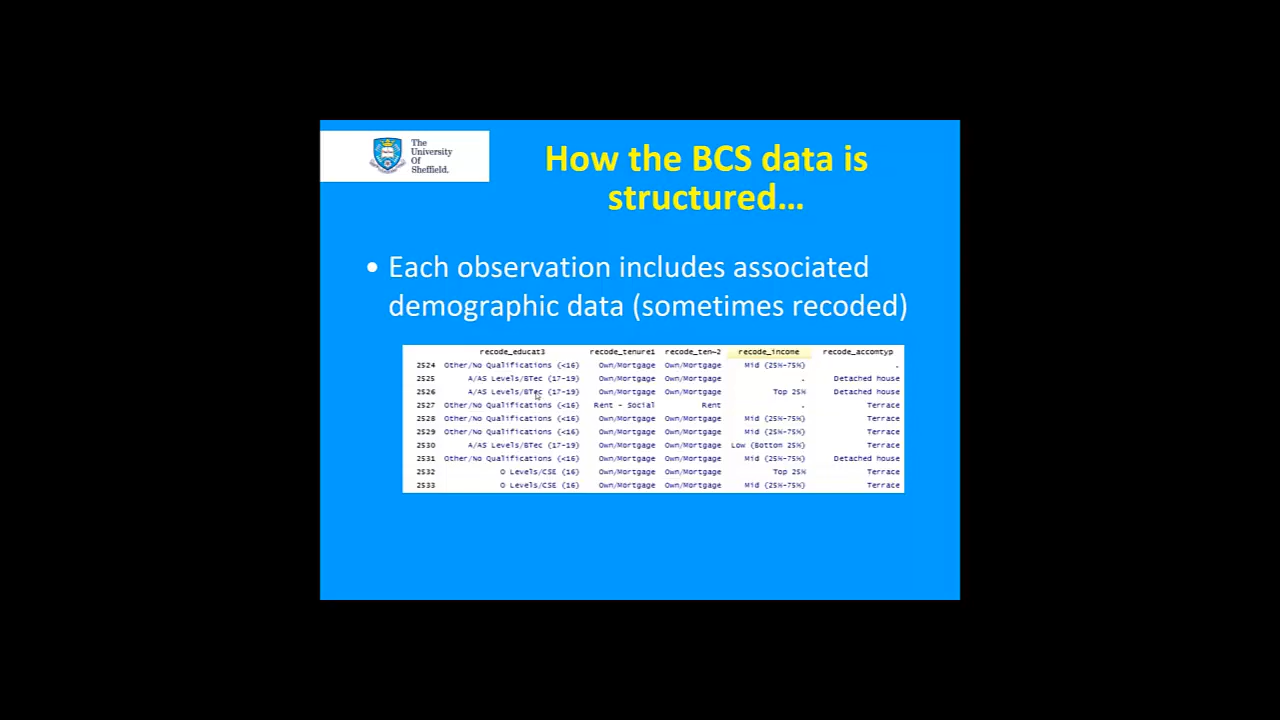 The
University
Of
Sheffield.
How the BCS data is
structured…
• Each observation includes associated
demographic data (sometimes recoded)
recode_educat3 recode_tenure1 recode_ten~2 recode_income recode_accomtyp
2524 Other/No Qualifications (<16) Own/Mortgage Own/Mortgage Mid (25%-75%) .
2525 A/AS Levels/BTec (17-19) Own/Mortgage Own/Mortgage . Detached house
2526 A/AS Levels/BTec (17-19) Own/Mortgage Own/Mortgage Top 25% Detached house
2527 Other/No Qualifications (<16) Rent - Social Rent . Terrace
2528 Other/No Qualifications (<16) Own/Mortgage Own/Mortgage Mid (25%-75%) Terrace
2529 Other/No Qualifications (<16) Own/Mortgage Own/Mortgage Mid (25%-75%) Terrace
2530 A/AS Levels/BTec (17-19) Own/Mortgage Own/Mortgage Low (Bottom 25%) Terrace
2531 Other/No Qualifications (<16) Own/Mortgage Own/Mortgage Mid (25%-75%) Detached house
2532 O Levels/CSE (16) Own/Mortgage Own/Mortgage Top 25% Terrace
2533 O Levels/CSE (16) Own/Mortgage Own/Mortgage Mid (25%-75%) Terrace